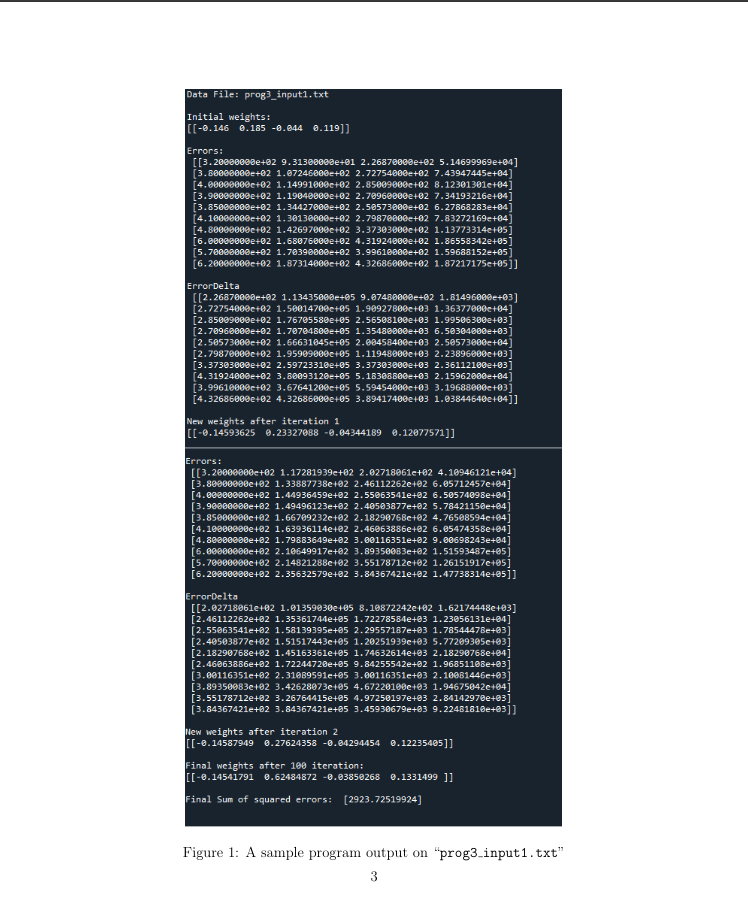 Data File: prog3_input1.txt
Initial weights:
[[-0.146 0.185 -0.044 0.119]]
Errors:
[[3.20000000e+02 9.31300000e+01 2.26870000e+02 5.14699969e+04]
[3.80000000e+02 1.07246000e+02 2.72754000e+02 7.43947445e+04]
[4.00000000e+02 1.14991000e+02 2.85009000e+02 8.12301301e+04]
[3.90000000e+02 1.19040000e+02 2.70960000e+02 7.34193216e+04]
[3.85000000e+02 1.34427000e+02 2.50573000e+02 6.27868283e+04]
[4.10000000e+02 1.30130000e+02 2.79870000e+02 7.83272169e+04]
[4.80000000e+02 1.42697000e+02 3.37303000e+02 1.13773314e+05]
[6.00000000e+02 1.68076000e+02 4.31924000e+02 1.86558342e+05]
[5.70000000e+02 1.70390000e+02 3.99610000e+02 1.59688152e+05]
[6.20000000e+02 1.87314000e+02 4.32686000e+02 1.87217175e+05]]
ErrorDelta
[[2.26870000e+02 1.13435000e+05 9.07480000e+02 1.81496000e+03]
[2.72754000e+02 1.50014700e+05 1.90927800e+03 1.36377000e+04]
[2.85009000e+02 1.76705580e+05 2.56508100e+03 1.99506300e+03]
[2.70960000e+02 1.70704800e+05 1.35480000e+03 6.50304000e+03]
[2.50573000e+02 1.66631045e+05 2.00458400e+03 2.50573000e+04]
[2.79870000e+02 1.95909000e+05 1.11948000e+03 2.23896000e+03]
[3.37303000e+02 2.59723310e+05 3.37303000e+03 2.36112100e+03]
[4.31924000e+02 3.80093120e+05 5.18308800e+03 2.15962000e+04]
[3.99610000e+02 3.67641200e+05 5.59454000e+03 3.19688000e+03]
[4.32686000e+02 4.32686000e+05 3.89417400e+03 1.03844640e+04]]
New weights after iteration 1
[[-0.14593625 0.23327088 -0.04344189 0.12077571]]
Errors:
[[3.20000000e+02 1.17281939e+02 2.02718061e+02 4.10946121e+04]
[3.80000000e+02 1.33887738e+02 2.46112262e+02 6.05712457e+04]
[4.00000000e+02 1.44936459e+02 2.55063541e+02 6.50574098e+04]
[3.90000000e+02 1.49496123e+02 2.40503877e+02 5.78421150e+04]
[3.85000000e+02 1.66709232e+02 2.18290768e+02 4.76508594e+04]
[4.10000000e+02 1.63936114e+02 2.46063886e+02 6.05474358e+04]
[4.80000000e+02 1.79883649e+02 3.00116351e+02 9.00698243e+04]
[6.00000000e+02 2.10649917e+02 3.89350083e+02 1.51593487e+05]
[5.70000000e+02 2.14821288e+02 3.55178712e+02 1.26151917e+05]
[6.20000000e+02 2.35632579e+02 3.84367421e+02 1.47738314e+05]]
ErrorDelta
[[2.02718061e+02 1.01359030e+05 8.10872242e+02 1.62174448e+03]
[2.46112262e+02 1.35361744e+05 1.72278584e+03 1.23056131e+04]
[2.55063541e+02 1.58139395e+05 2.29557187e+03 1.78544478e+03]
[2.40503877e+02 1.51517443e+05 1.20251939e+03 5.77209305e+03]
[2.18290768e+02 1.45163361e+05 1.74632614e+03 2.18290768e+04]
[2.46063886e+02 1.72244720e+05 9.84255542e+02 1.96851108e+03]
[3.00116351e+02 2.31089591e+05 3.00116351e+03 2.10081446e+03]
[3.89350083e+02 3.42628073e+05 4.67220100e+03 1.94675042e+04]
[3.55178712e+02 3.26764415e+05 4.97250197e+03 2.84142970e+03]
[3.84367421e+02 3.84367421e+05 3.45930679e+03 9.22481810e+03]]
New weights after iteration 2
[[-0.14587949 0.27624358 -0.04294454 0.12235405]]
Final weights after 100 iteration:
[[-0.14541791 0.62484872 -0.03850268 0.1331499 ]]
Final Sum of squared errors: [2923.72519924]
Figure 1: A sample program output on “prog3_input1.txt”
3